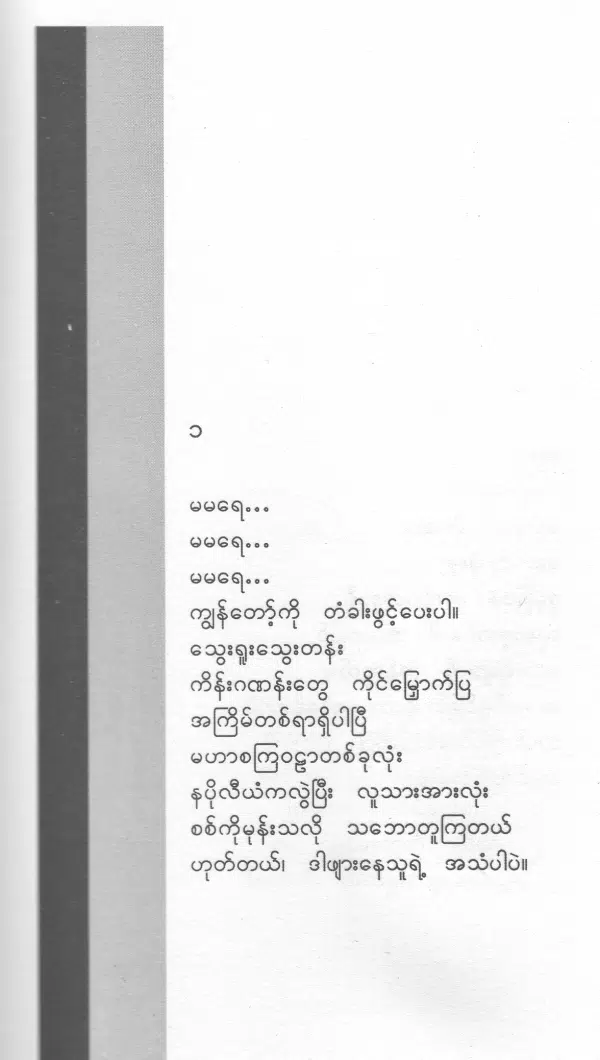 ၁
မမရေ...
မမရေ...
မမရေ...
ကျွန်တော့်ကို တံခါးဖွင့်ပေးပါ။
သွေးရူးသွေးတန်း
ကိန်းဂဏန်းတွေ ကိုင်မြှောက်ပြ
အကြိမ်တစ်ရာရှိပါပြီ
မဟာစကြဝဠာတစ်ခုလုံး
နပိုလီယံကလွဲပြီး လူသားအားလုံး
စစ်ကိုမုန်းသလို သဘောတူကြတယ်
ဟုတ်တယ်၊ ဒါဖျားနေသူရဲ့ အသံပါပဲ။